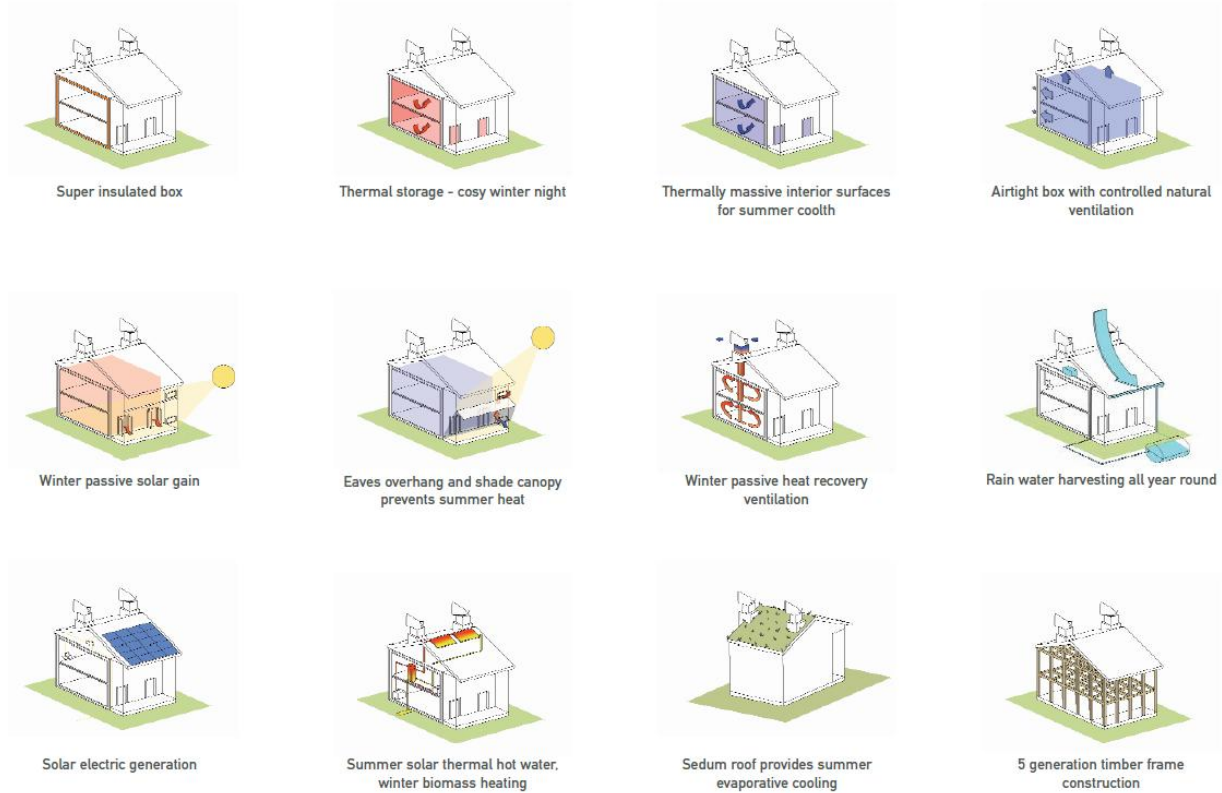 Super insulated box
Thermal storage - cosy winter night
Thermally massive interior surfaces
for summer coolth
Airtight box with controlled natural
ventilation
Winter passive solar gain
Eaves overhang and shade canopy
prevents summer heat
Winter passive heat recovery
ventilation
Rain water harvesting all year round
Solar electric generation
Summer solar thermal hot water,
winter biomass heating
Sedum roof provides summer
evaporative cooling
5 generation timber frame
construction